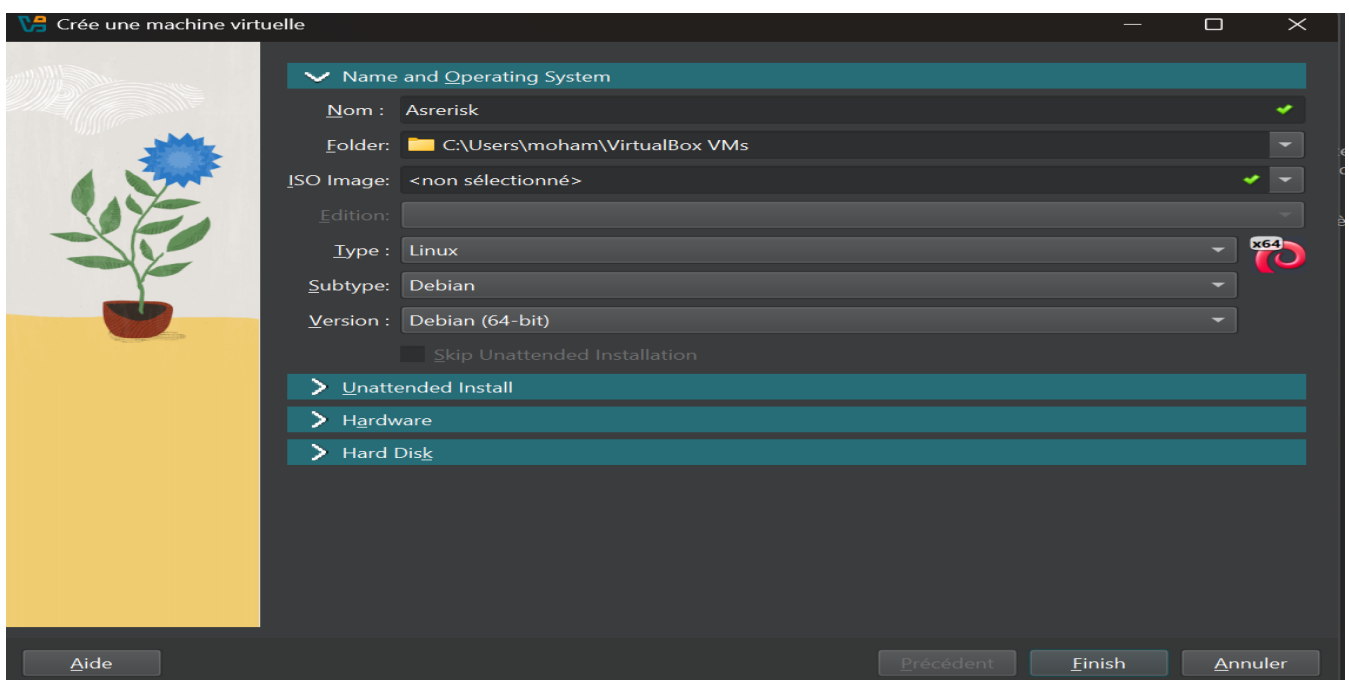 Crée une machine virtuelle
Name and Operating System
Nom : Asrerisk
Folder: C:\Users\moham\VirtualBox VMs
ISO Image: <non sélectionné>
Edition:
Type : Linux
x64
Subtype: Debian
Version : Debian (64-bit)
Skip Unattended Installation
Unattended Install
Hardware
Hard Disk
Aide Précédent Finish Annuler